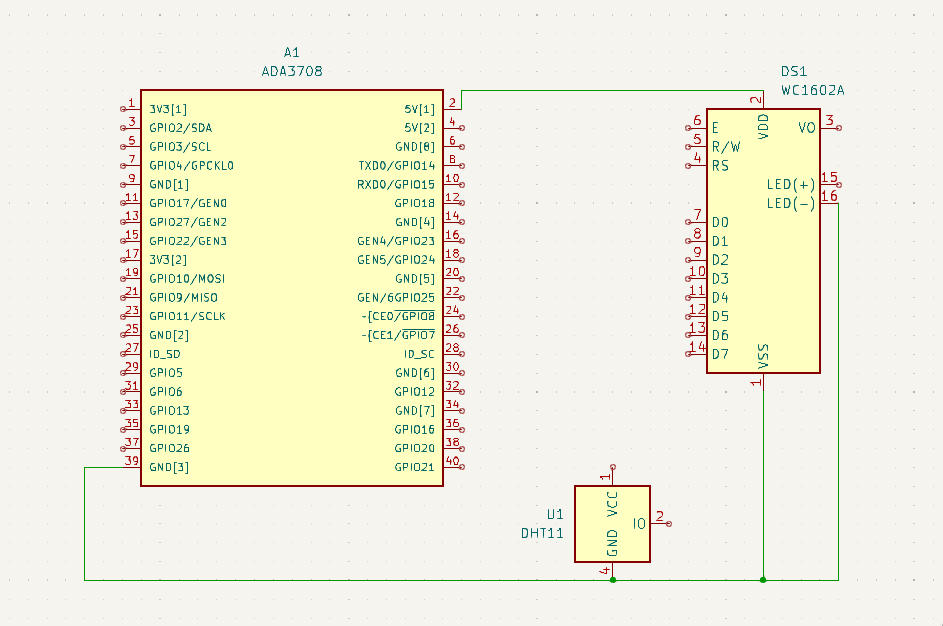 A1
ADA3708
1 3V3[1] 5V[1] 2
3 GPIO2/SDA 5V[2] 4
5 GPIO3/SCL GND[8] 6
7 GPIO4/GPCKL0 TXD0/GPIO14 8
9 GND[1] RXD0/GPIO15 10
11 GPIO17/GEN0 GPIO18 12
13 GPIO27/GEN2 GND[4] 14
15 GPIO22/GEN3 GEN4/GPIO23 16
17 3V3[2] GEN5/GPIO24 18
19 GPIO10/MOSI GND[5] 20
21 GPIO9/MISO GEN/6GPIO25 22
23 GPIO11/SCLK -{CE0/GPIO8 24
25 GND[2] -{CE1/GPIO7 26
27 ID_SD ID_SC 28
29 GPIO5 GND[6] 30
31 GPIO6 GPIO12 32
33 GPIO13 GND[7] 34
35 GPIO19 GPIO16 36
37 GPIO26 GPIO20 38
39 GND[3] GPIO21 40
DS1
WC1602A
2
VDD
6 E VO 3
5 R/W
4 RS
LED(+) 15
LED(-) 16
7 D0
8 D1
9 D2
10 D3
11 D4
12 D5
13 D6
14 D7
VSS
1
U1
DHT11
1
VCC
IO 2
GND
4